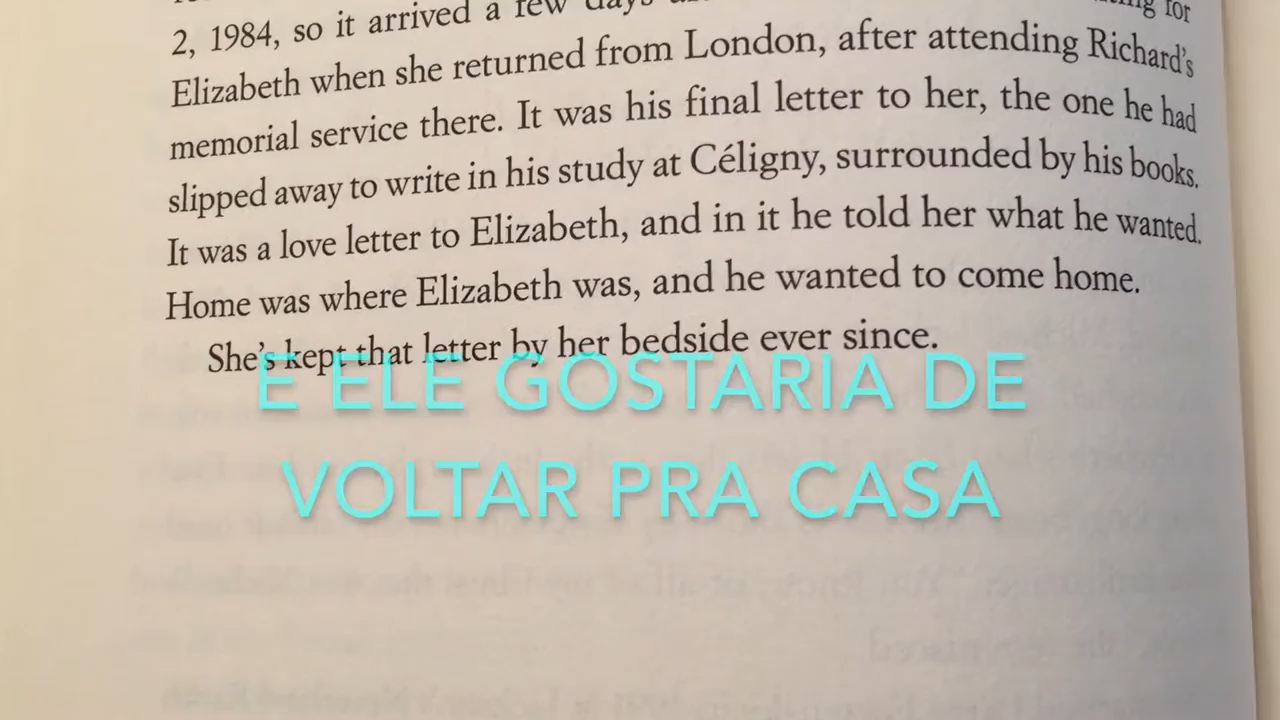 2, 1984, so it arrived a few days
for
Elizabeth when she returned from London, after attending Richard's
memorial service there. It was his final letter to her, the one he had
slipped away to write in his study at Céligny, surrounded by his books.
It was a love letter to Elizabeth, and in it he told her what he wanted.
Home was where Elizabeth was, and he wanted to come home.
She's kept that letter by her bedside ever since.
E ELE GOSTARIA DE
VOLTAR PRA CASA